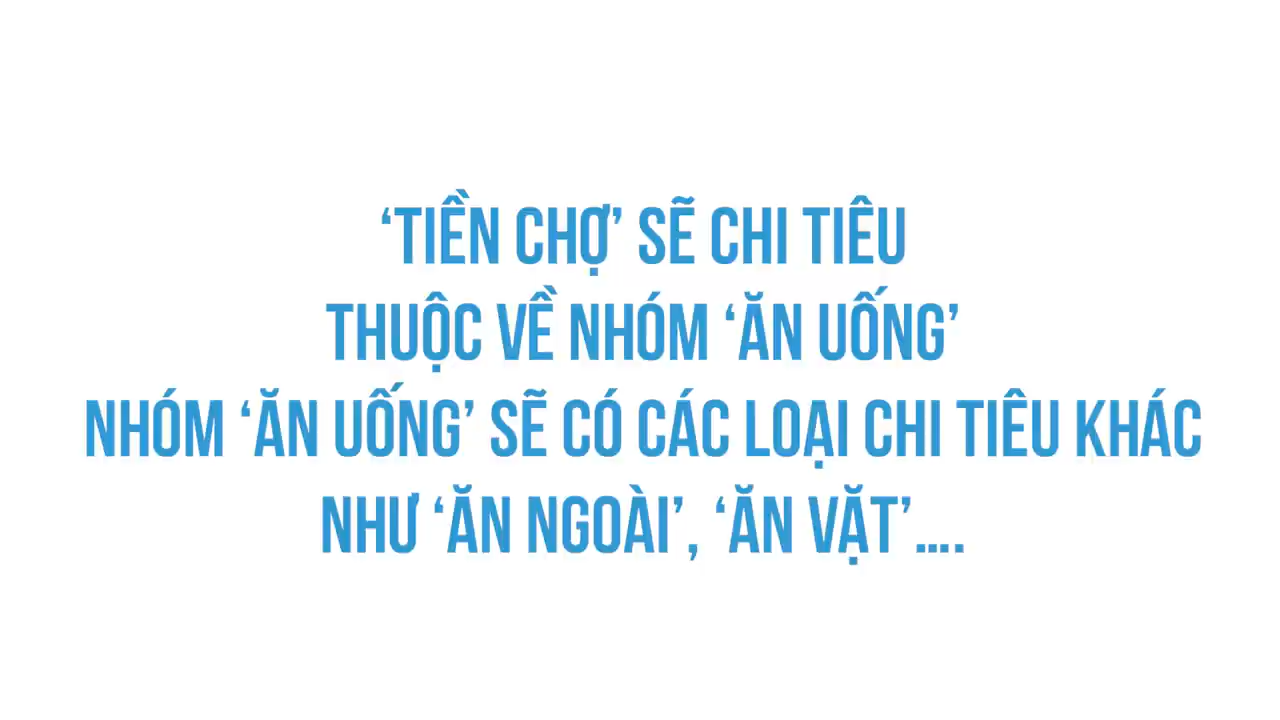 ‘TIỀN CHỢ’ SẼ CHI TIÊU
THUỘC VỀ NHÓM ‘ĂN UỐNG’
NHÓM ‘ĂN UỐNG’ SẼ CÓ CÁC LOẠI CHI TIÊU KHÁC
NHƯ ‘ĂN NGOÀI’, ‘ĂN VẶT’....